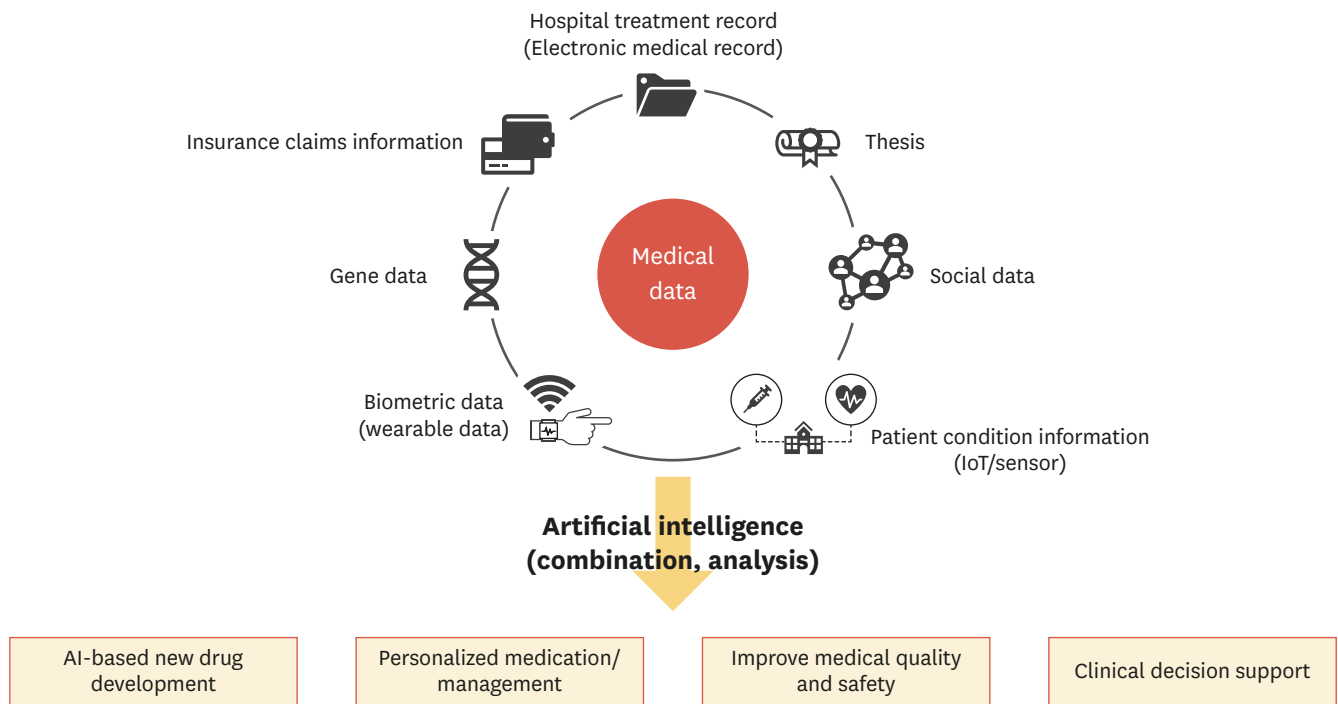 Hospital treatment record
(Electronic medical record)
Insurance claims information
Thesis
Gene data
Medical
data
Social data
Biometric data
(wearable data)
Patient condition information
(IoT/sensor)
Artificial intelligence
(combination, analysis)
AI-based new drug
development
Personalized medication/
management
Improve medical quality
and safety
Clinical decision support